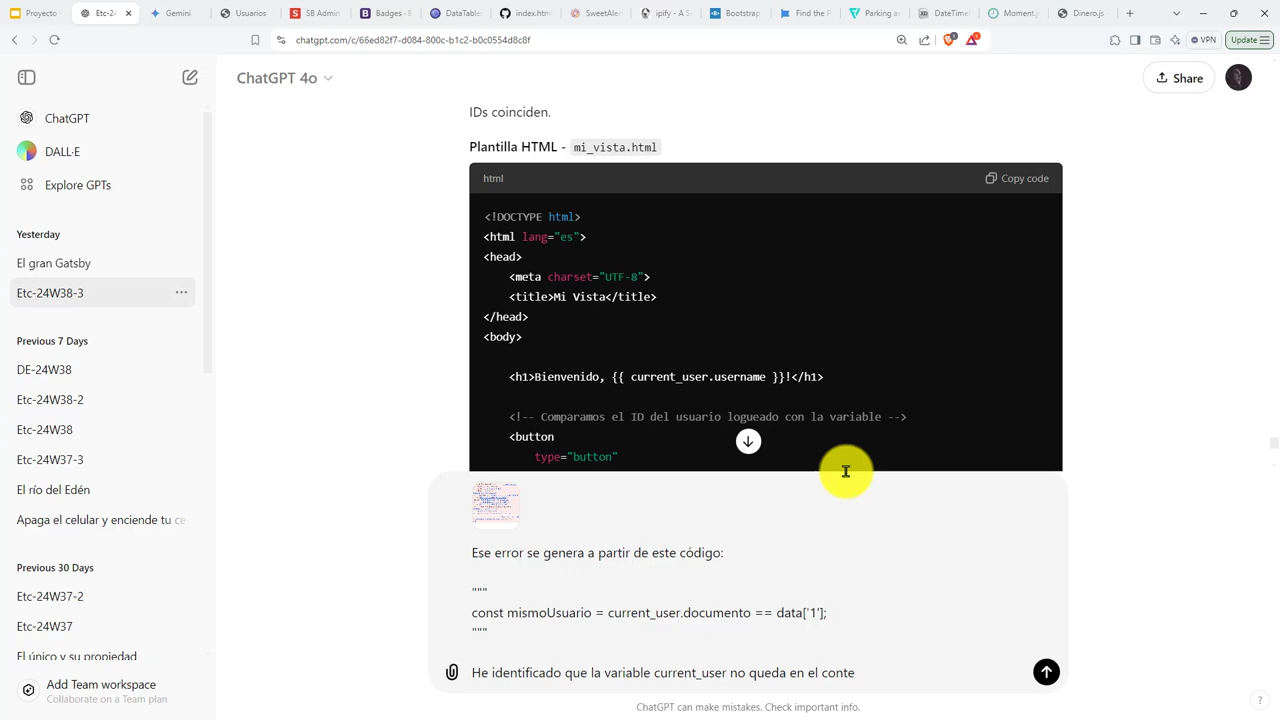 Proyecto
Etc-24
Gemini
Usuarios
SB Admin
Badges - B
DataTable
index.html
SweetAler
ipify - A S
Bootstrap
Find the P
Parking an
DateTime
Moment.j
Dinero.js -
chatgpt.com/c/66ed82f7-d084-800c-b1c2-b0c0554d8c8f
VPN
Update
ChatGPT 4o
Share
ChatGPT
DALL·E
Explore GPTs
Yesterday
El gran Gatsby
Etc-24W38-3
Previous 7 Days
DE-24W38
Etc-24W38-2
Etc-24W38
Etc-24W37-3
El río del Edén
Apaga el celular y enciende tu ce
Previous 30 Days
Etc-24W37-2
Etc-24W37
El único y su propiedad
Add Team workspace
Collaborate on a Team plan
IDs coinciden.
Plantilla HTML - mi_vista.html
html
Copy code
<!DOCTYPE html>
<html lang="es">
<head>
<meta charset="UTF-8">
<title>Mi Vista</title>
</head>
<body>
<h1>Bienvenido, {{ current_user.username }}!</h1>
<!-- Comparamos el ID del usuario logueado con la variable -->
<button
type="button"
Ese error se genera a partir de este código:
"""
const mismoUsuario = current_user.documento == data['1'];
"""
He identificado que la variable current_user no queda en el conte
ChatGPT can make mistakes. Check important info.
?